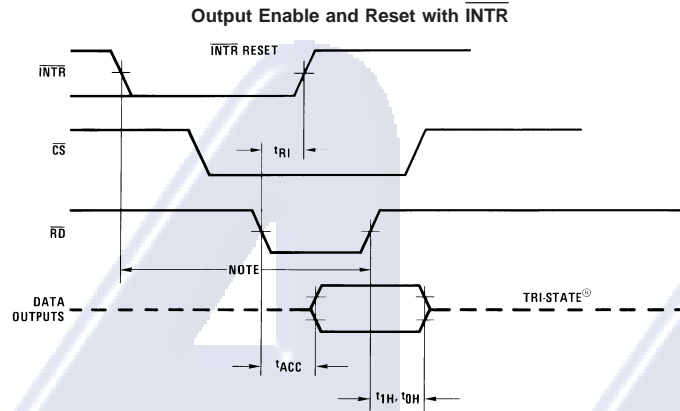 Output Enable and Reset with INTR
INTR RESET
INTR
CS
tRI
RD
NOTE
DATA
OUTPUTS
TRI-STATE®
tACC
t1H, t0H